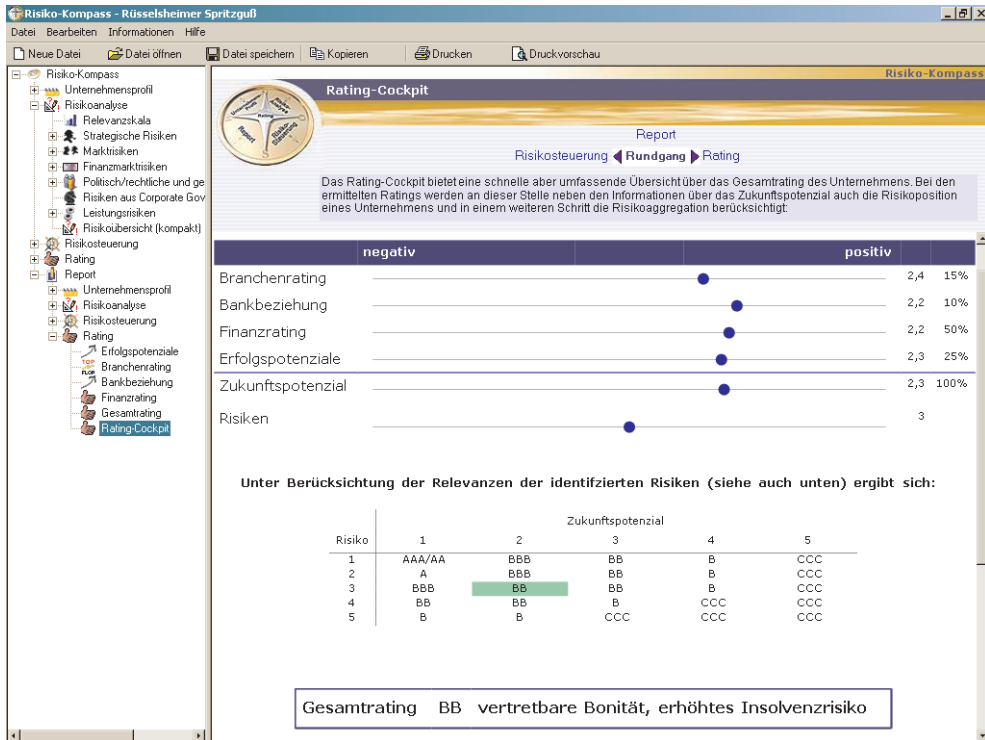 Risiko-Kompass - Rüsselsheimer Spritzguß
Datei Bearbeiten Informationen Hilfe
Neue Datei Datei öffnen Datei speichern Kopieren Drucken Druckvorschau
Risiko-Kompass
Unternehmensprofil
Risikoanalyse
Relevanzskala
Strategische Risiken
Marktrisiken
Finanzmarktrisiken
Politisch/rechtliche und ge
Risiken aus Corporate Gov
Leistungsrisiken
Risikoübersicht (kompakt)
Risikosteuerung
Rating
Report
Unternehmensprofil
Risikoanalyse
Risikosteuerung
Rating
Erfolgspotenziale
Branchenrating
Bankbeziehung
Finanzrating
Gesamtrating
Rating-Cockpit
Risiko-Kompass
Rating-Cockpit
Report
Risikosteuerung Rundgang Rating
Das Rating-Cockpit bietet eine schnelle aber umfassende Übersicht über das Gesamtrating des Unternehmens. Bei den
ermittelten Ratings werden an dieser Stelle neben den Informationen über das Zukunftspotenzial auch die Risikoposition
eines Unternehmens und in einem weiteren Schritt die Risikoaggregation berücksichtigt:
negativ positiv
Branchenrating 2,4 15%
Bankbeziehung 2,2 10%
Finanzrating 2,2 50%
Erfolgspotenziale 2,3 25%
Zukunftspotenzial 2,3 100%
Risiken 3
Unter Berücksichtung der Relevanzen der identifzierten Risiken (siehe auch unten) ergibt sich:
Zukunftspotenzial
Risiko 1 2 3 4 5
1 AAA/AA BBB BB B CCC
2 A BBB BB B CCC
3 BBB BB BB B CCC
4 BB BB B CCC CCC
5 B B CCC CCC CCC
Gesamtrating BB vertretbare Bonität, erhöhtes Insolvenzrisiko